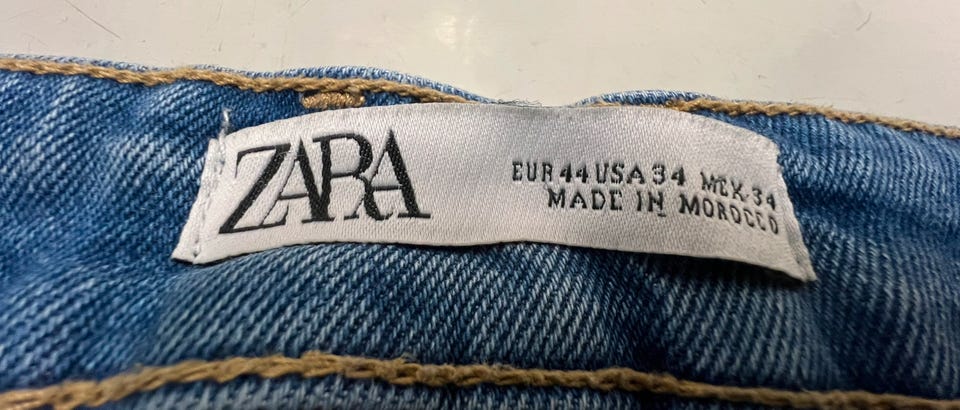 ZARA
EUR 44 USA 34 MEX 34
MADE IN MOROCCO